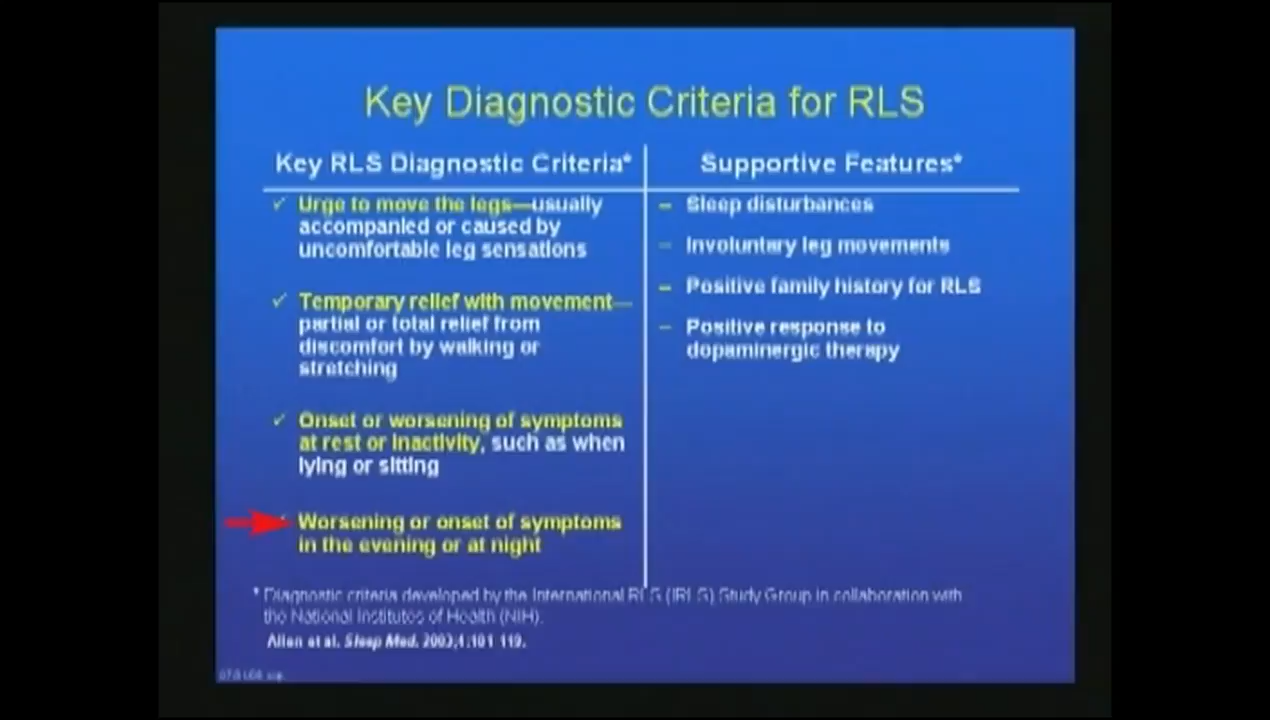 Key Diagnostic Criteria for RLS
Key RLS Diagnostic Criteria*
✓ Urge to move the legs—usually
accompanied or caused by
uncomfortable leg sensations
✓ Temporary relief with movement—
partial or total relief from
discomfort by walking or
stretching
✓ Onset or worsening of symptoms
at rest or inactivity, such as when
lying or sitting
Worsening or onset of symptoms
in the evening or at night
Supportive Features*
– Sleep disturbances
– Involuntary leg movements
– Positive family history for RLS
– Positive response to
dopaminergic therapy
* Diagnostic criteria developed by the International RLS (IRLS) Study Group in collaboration with
the National Institutes of Health (NIH).
Allen et al. Sleep Med. 2003;4:101-119.